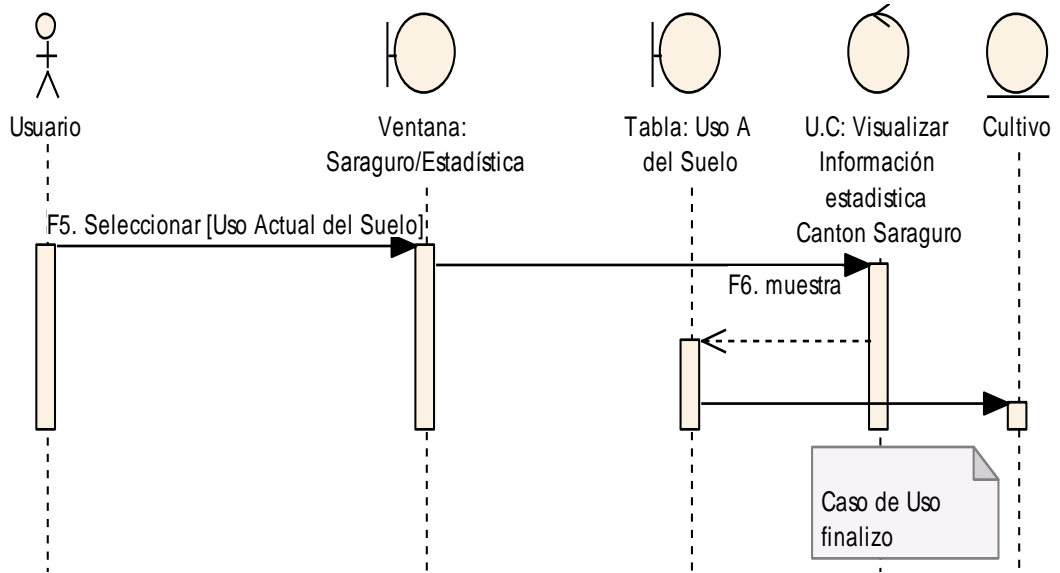 Usuario
Ventana:
Saraguro/Estadística
Tabla: Uso A
del Suelo
U.C: Visualizar
Información
estadistica
Canton Saraguro
Cultivo
F5. Seleccionar [Uso Actual del Suelo]
F6. muestra
Caso de Uso
finalizo